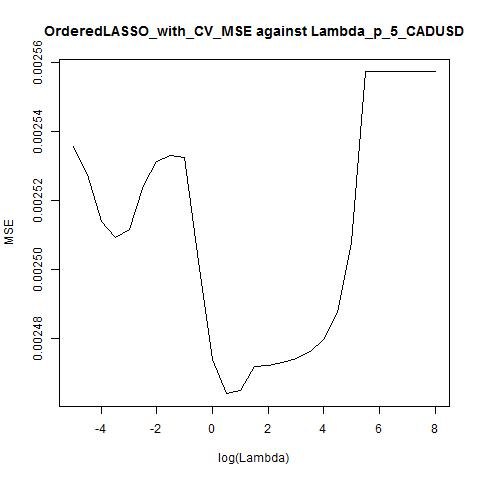 OrderedLASSO_with_CV_MSE against Lambda_p_5_CADUSD
0.00256
0.00254
0.00252
0.00250
0.00248
MSE
-4 -2 0 2 4 6 8
log(Lambda)